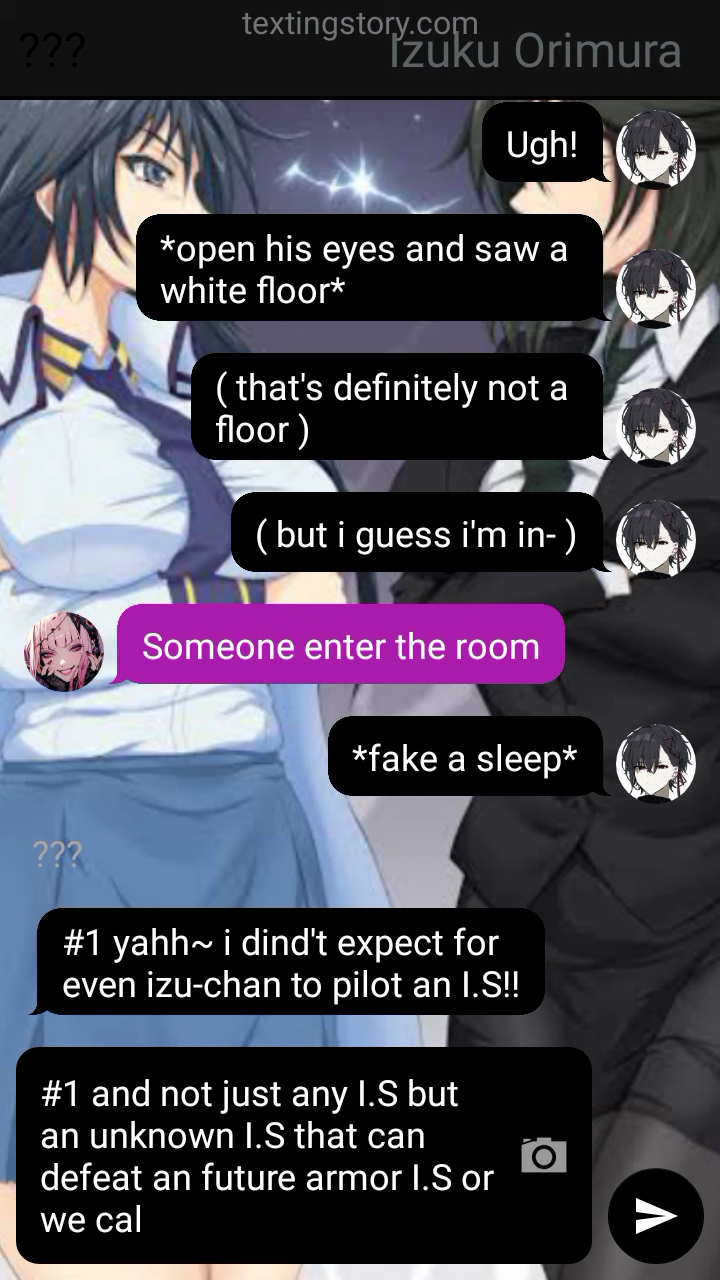 textingstory.com
??? Izuku Orimura
Ugh!
*open his eyes and saw a
white floor*
( that's definitely not a
floor )
( but i guess i'm in- )
Someone enter the room
*fake a sleep*
???
#1 yahh~ i dind't expect for
even izu-chan to pilot an I.S!!
#1 and not just any I.S but
an unknown I.S that can
defeat an future armor I.S or
we cal